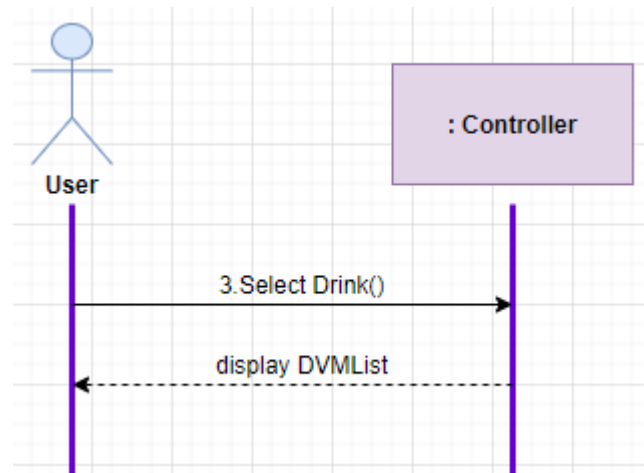 : Controller
User
3.Select Drink()
display DVMList